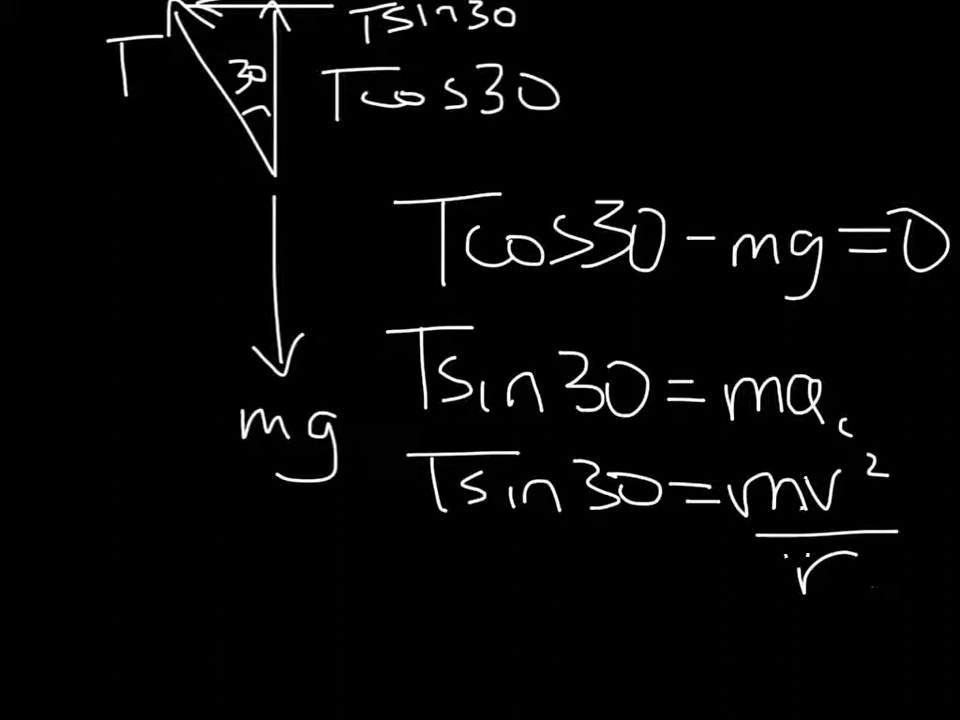 Tsin30
T
30
Tcos30
Tcos30-mg=0
Tsin30=mac
mg
Tsin30=mv²
r